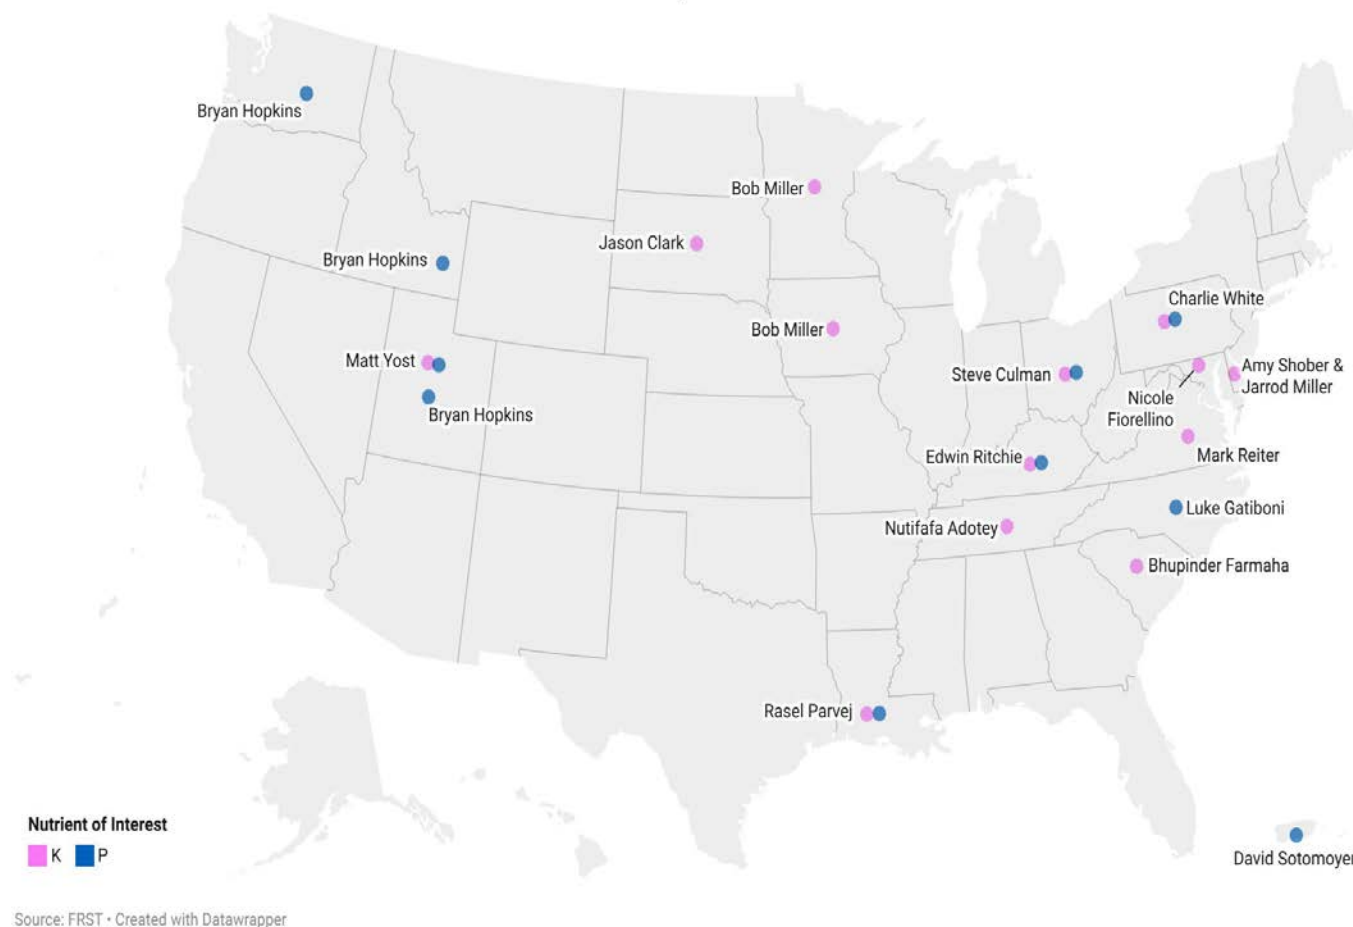 Bryan Hopkins
Bob Miller
Jason Clark
Bryan Hopkins
Charlie White
Bob Miller
Matt Yost
Steve Culman
Amy Shober &
Jarrod Miller
Nicole
Fiorellino
Bryan Hopkins
Edwin Ritchie
Mark Reiter
Luke Gatiboni
Nutifafa Adotey
Bhupinder Farmaha
Rasel Parvej
Nutrient of Interest
K P
David Sotomoyer
Source: FRST • Created with Datawrapper